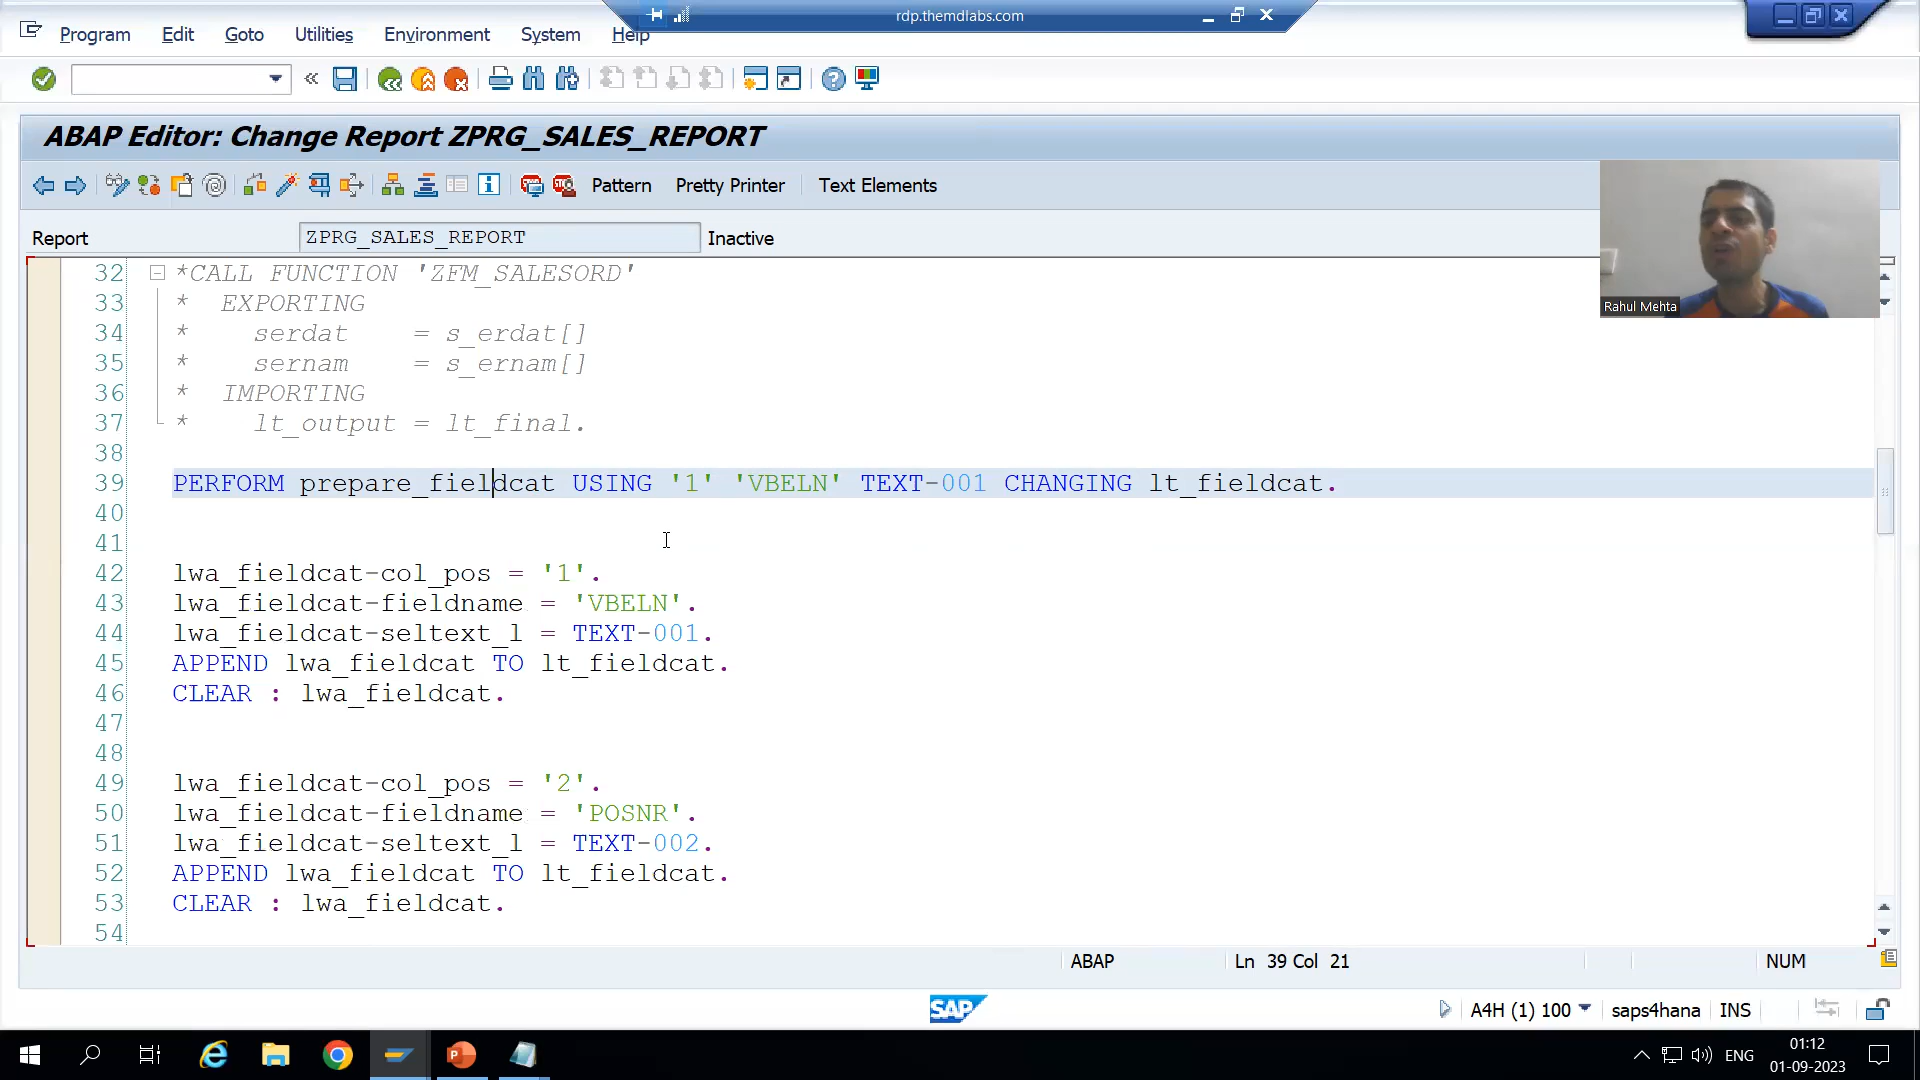 rdp.themdlabs.com
Program Edit Goto Utilities Environment System Help
ABAP Editor: Change Report ZPRG_SALES_REPORT
Pattern Pretty Printer Text Elements
Report ZPRG_SALES_REPORT Inactive
Rahul Mehta
32 *CALL FUNCTION 'ZFM_SALESORD'
33 * EXPORTING
34 * serdat = s_erdat[]
35 * sernam = s_ernam[]
36 * IMPORTING
37 * lt_output = lt_final.
38
39 PERFORM prepare_fieldcat USING '1' 'VBELN' TEXT-001 CHANGING lt_fieldcat.
40
41
42 lwa_fieldcat-col_pos = '1'.
43 lwa_fieldcat-fieldname = 'VBELN'.
44 lwa_fieldcat-seltext_l = TEXT-001.
45 APPEND lwa_fieldcat TO lt_fieldcat.
46 CLEAR : lwa_fieldcat.
47
48
49 lwa_fieldcat-col_pos = '2'.
50 lwa_fieldcat-fieldname = 'POSNR'.
51 lwa_fieldcat-seltext_l = TEXT-002.
52 APPEND lwa_fieldcat TO lt_fieldcat.
53 CLEAR : lwa_fieldcat.
54
ABAP Ln 39 Col 21 NUM
SAP A4H (1) 100 saps4hana INS
ENG 01:12
01-09-2023